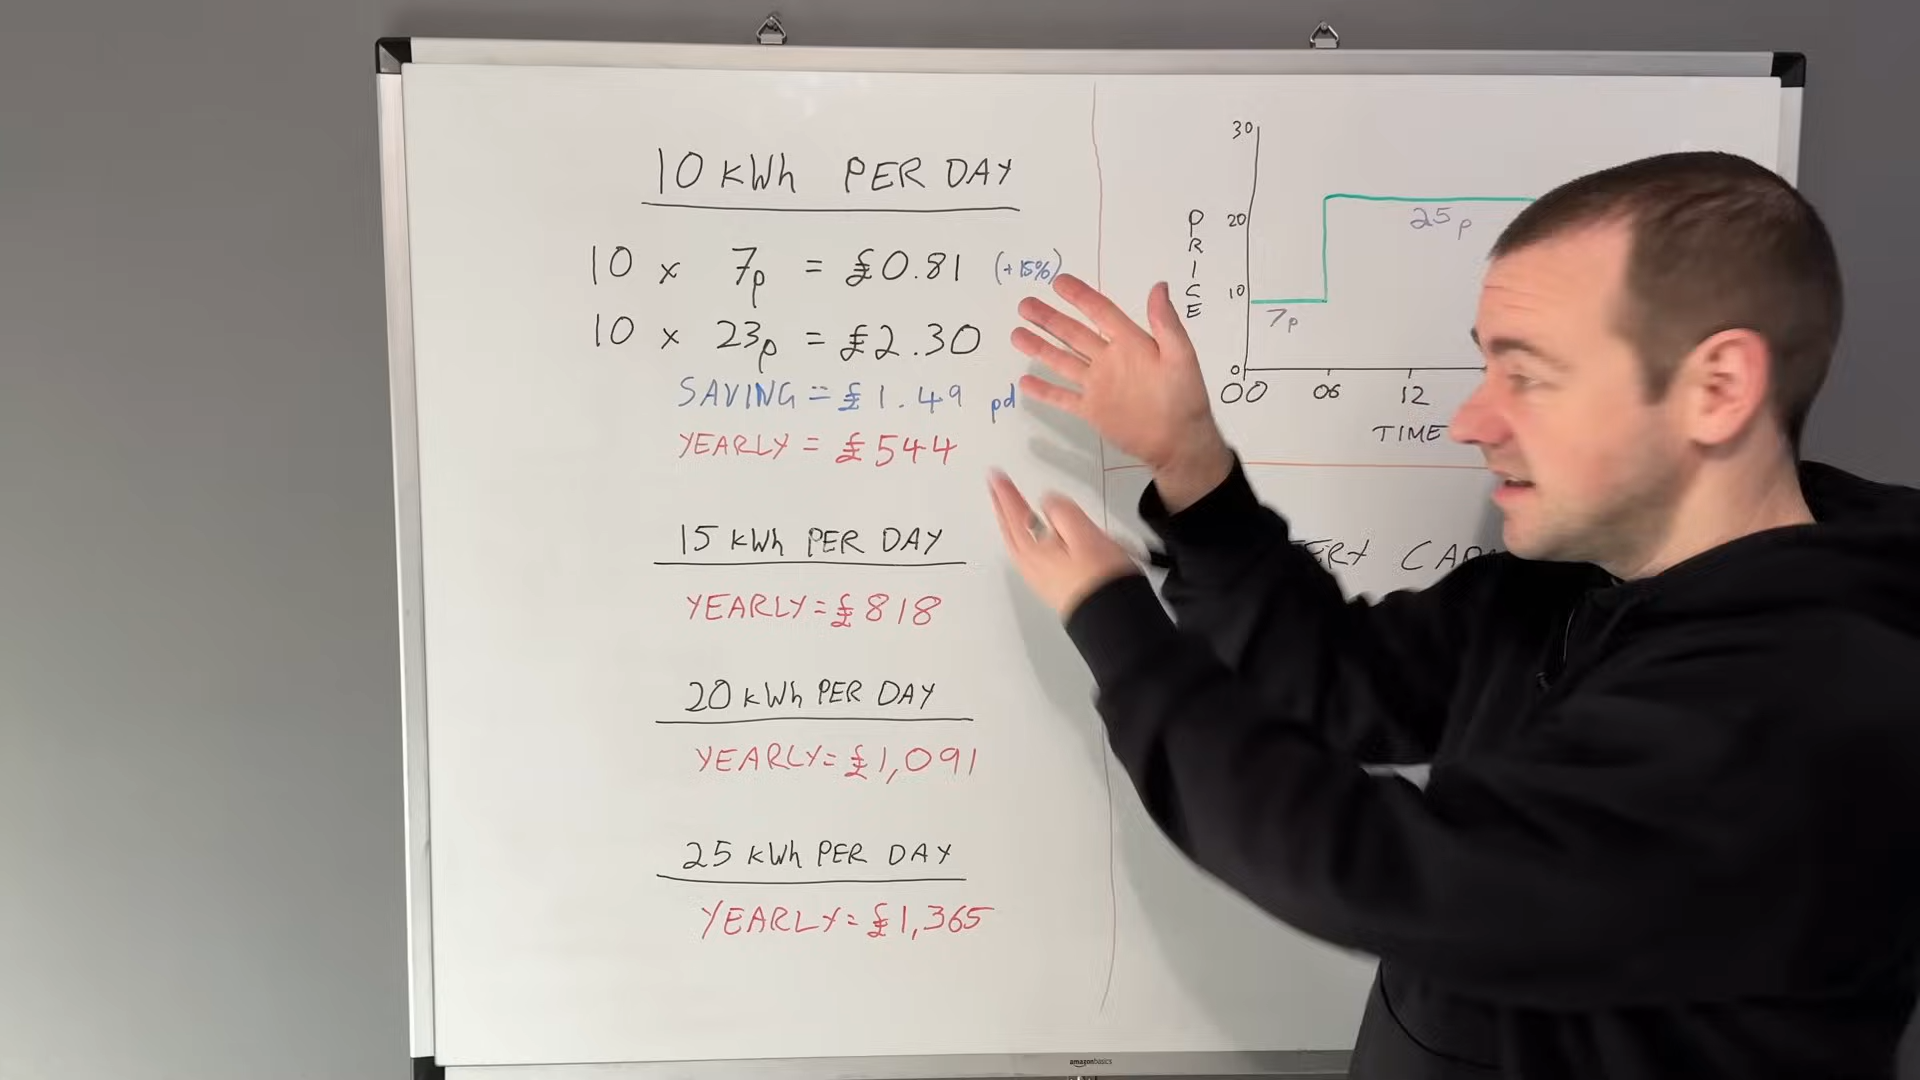 10 kWh PER DAY
10 x 7p = £0.81 (+15%)
10 x 23p = £2.30
SAVING = £1.49 pd
YEARLY = £544
15 kWh PER DAY
YEARLY = £818
20 kWh PER DAY
YEARLY = £1,091
25 kWh PER DAY
YEARLY = £1,365
PRICE
30
20
10
0
25p
7p
00 06 12
TIME
amazonbasics